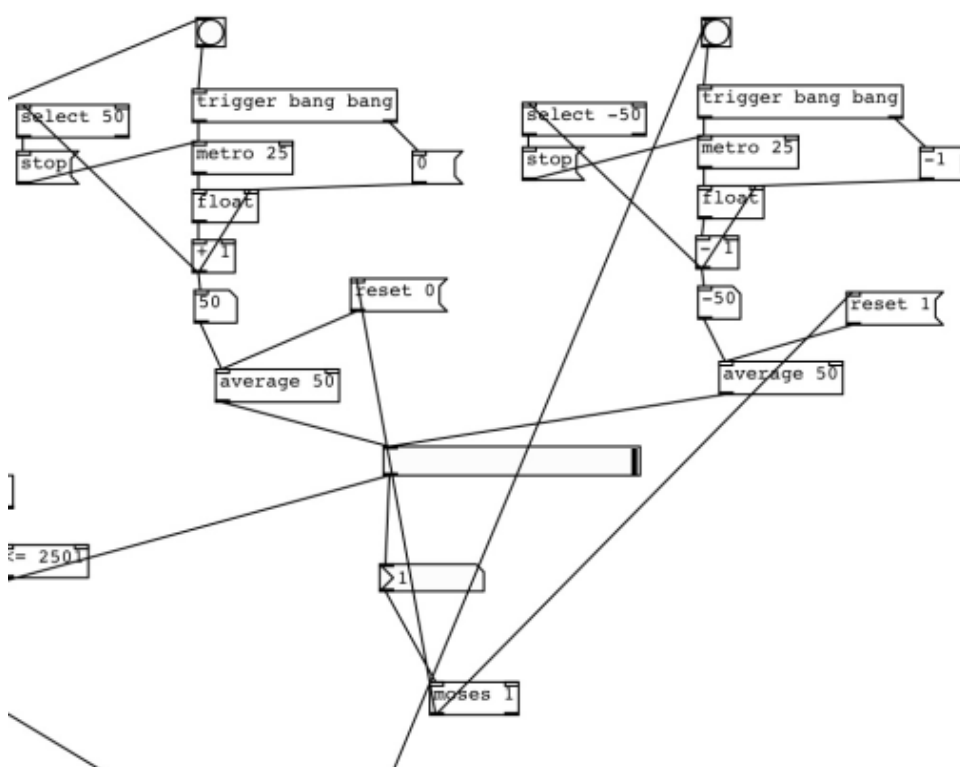 trigger bang bang
trigger bang bang
select 50
select -50
stop
metro 25
0
stop
metro 25
-1
float
float
+ 1
- 1
50
reset 0
-50
reset 1
average 50
average 50
<= 250
1
moses 1